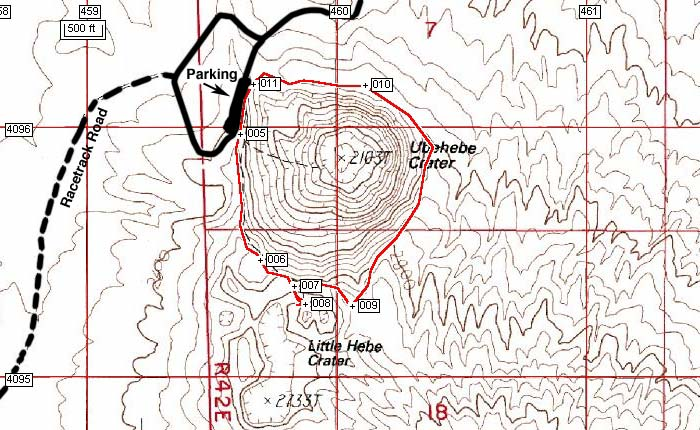 58
459
460
461
500 ft
7
Parking
011
010
4096
005
Ubehebe
Crater
×2103T
Racetrack Road
006
007
008
009
Little Hebe
Crater
4095
R42E
×2133T
18